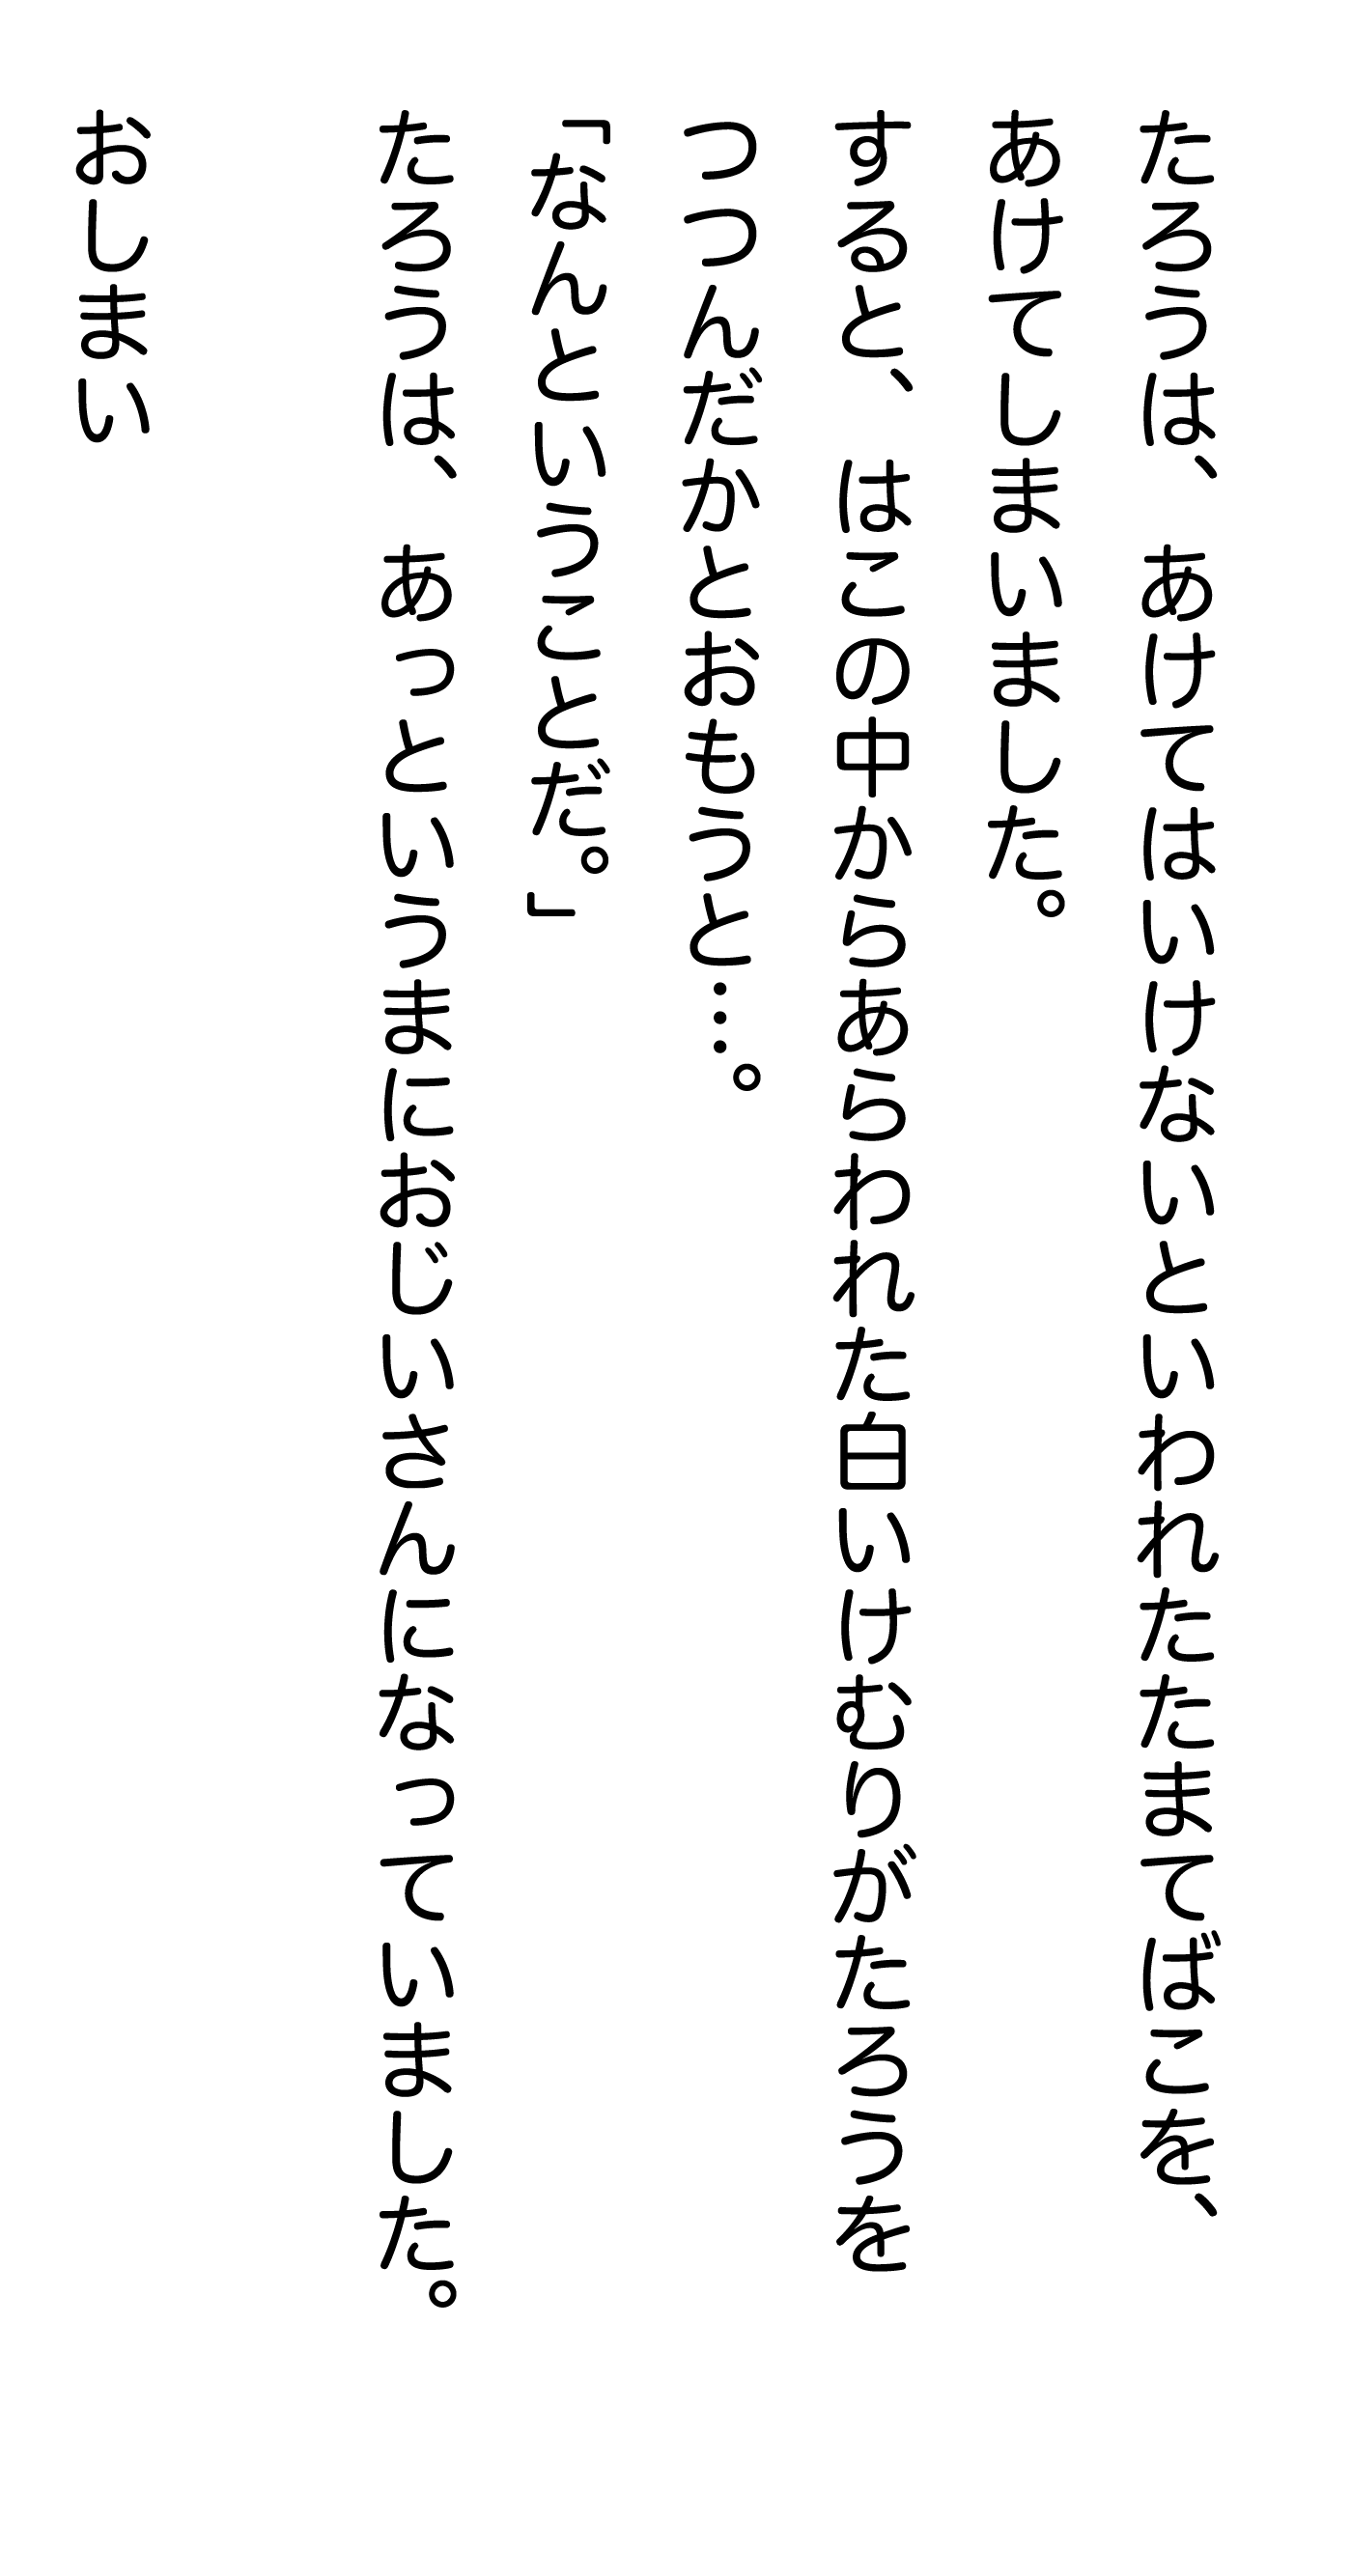 たろうは、あけてはいけないといわれたたまてばこを、
あけてしまいました。
すると、はこの中からあらわれた白いけむりがたろうを
つつんだかとおもうと…。
「なんということだ。」
たろうは、あっというまにおじいさんになっていました。
おしまい